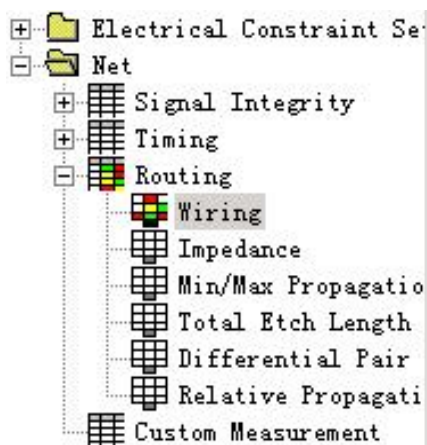 Electrical Constraint Se
Net
Signal Integrity
Timing
Routing
Wiring
Impedance
Min/Max Propagatio
Total Etch Length
Differential Pair
Relative Propagati
Custom Measurement